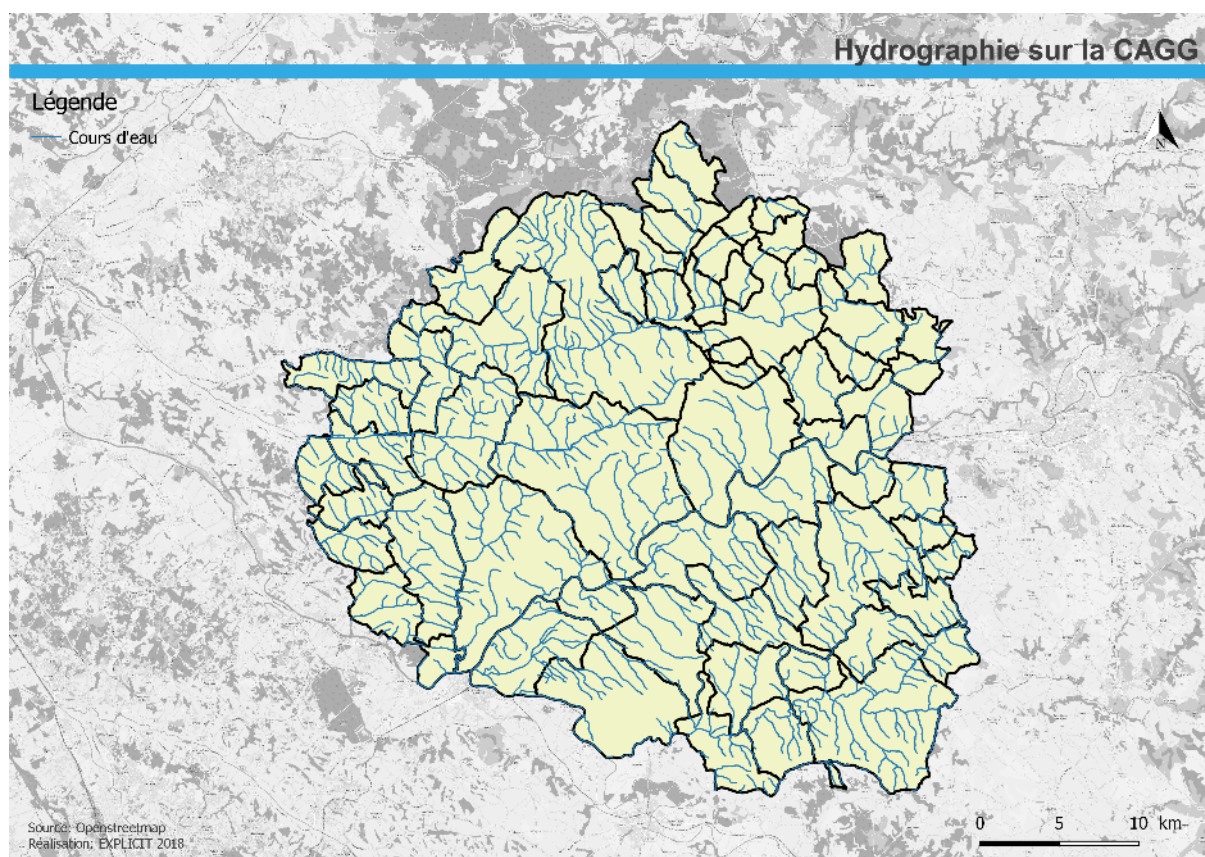 Hydrographie sur la CAGG
Légende
Cours d'eau
N
0 5 10 km
Source: Openstreetmap
Réalisation: EXPLICIT 2018